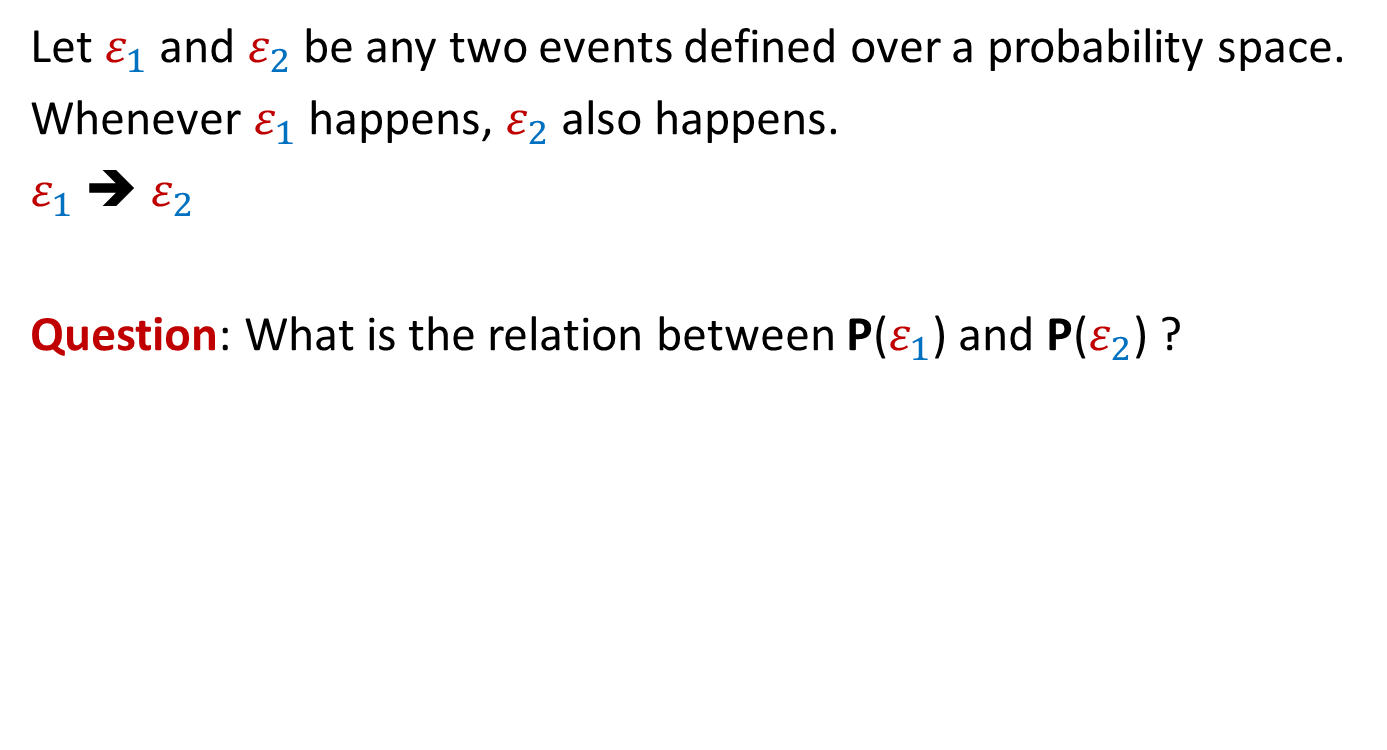 Let ε₁ and ε₂ be any two events defined over a probability space.
Whenever ε₁ happens, ε₂ also happens.
ε₁ ➔ ε₂
Question: What is the relation between P(ε₁) and P(ε₂) ?